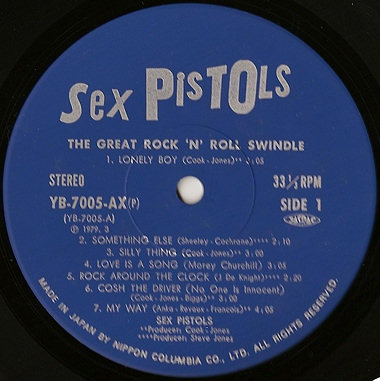 Sex PISTOLS
THE GREAT ROCK 'N' ROLL SWINDLE
1. LONELY BOY (Cook-Jones)** 3:05
STEREO 33⅓RPM
YB-7005-AX(P) SIDE 1
(YB-7005-A)
℗ 1979. 3
2. SOMETHING ELSE (Sheeley-Cochrane)**** 2:10
3. SILLY THING (Cook-Jones)** 3:00
4. LOVE IS A SONG (Morey Churchill) 3:00
5. ROCK AROUND THE CLOCK (J De Knight) 2:00
6. COSH THE DRIVER (No One is Innocent)
(Cook-Jones-Biggs)** 3:00
7. MY WAY (Anka-Revaux-Francois) 4:05
SEX PISTOLS
**Producer: Cook-Jones
****Producer: Steve Jones
MADE IN JAPAN BY NIPPON COLUMBIA CO., LTD. ALL RIGHTS RESERVED.